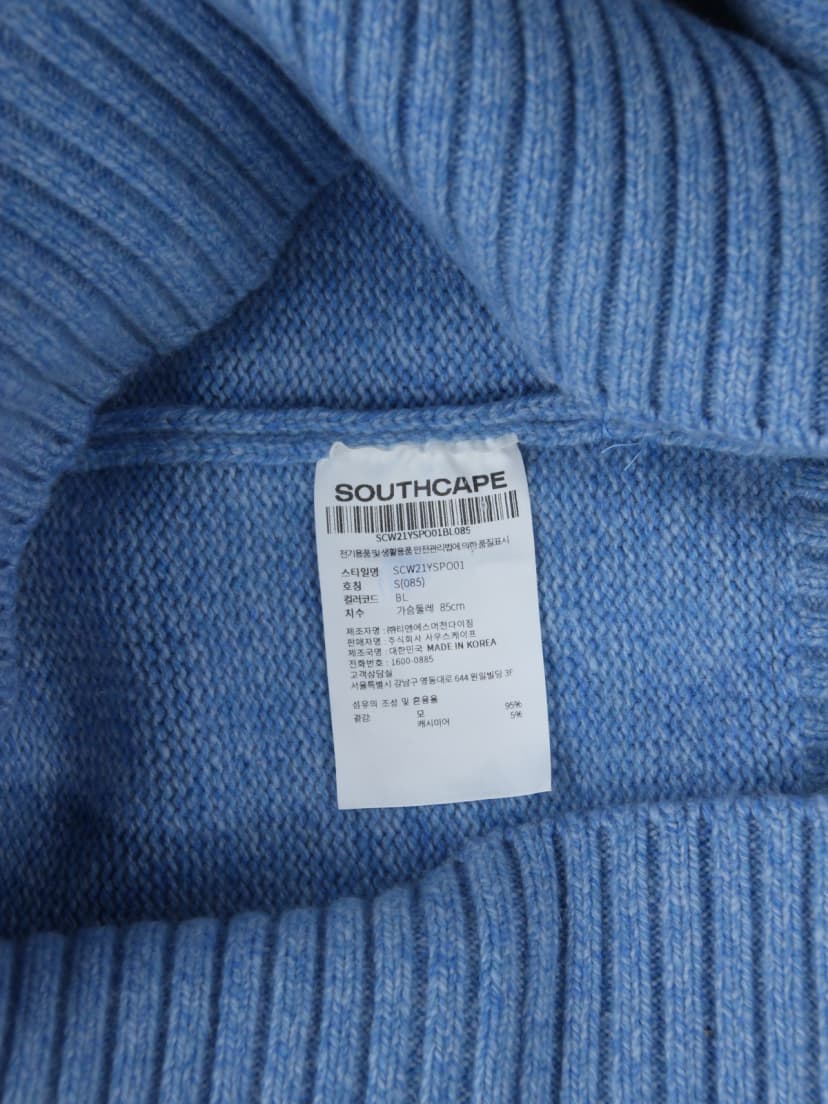 SOUTHCAPE
SCW21YSPO01BL085
전기용품 및 생활용품 안전관리법에 의한 품질표시
스타일명 SCW21YSPO01
호칭 S(085)
컬러코드 BL
치수 가슴둘레 85cm
제조자명 : ㈜티엔에스머천다이징
판매자명 : 주식회사 사우스케이프
제조국명 : 대한민국 MADE IN KOREA
전화번호 : 1600-0885
고객상담실
서울특별시 강남구 영동대로 644 원일빌딩 3F
섬유의 조성 및 혼용율
겉감 모 95%
캐시미어 5%